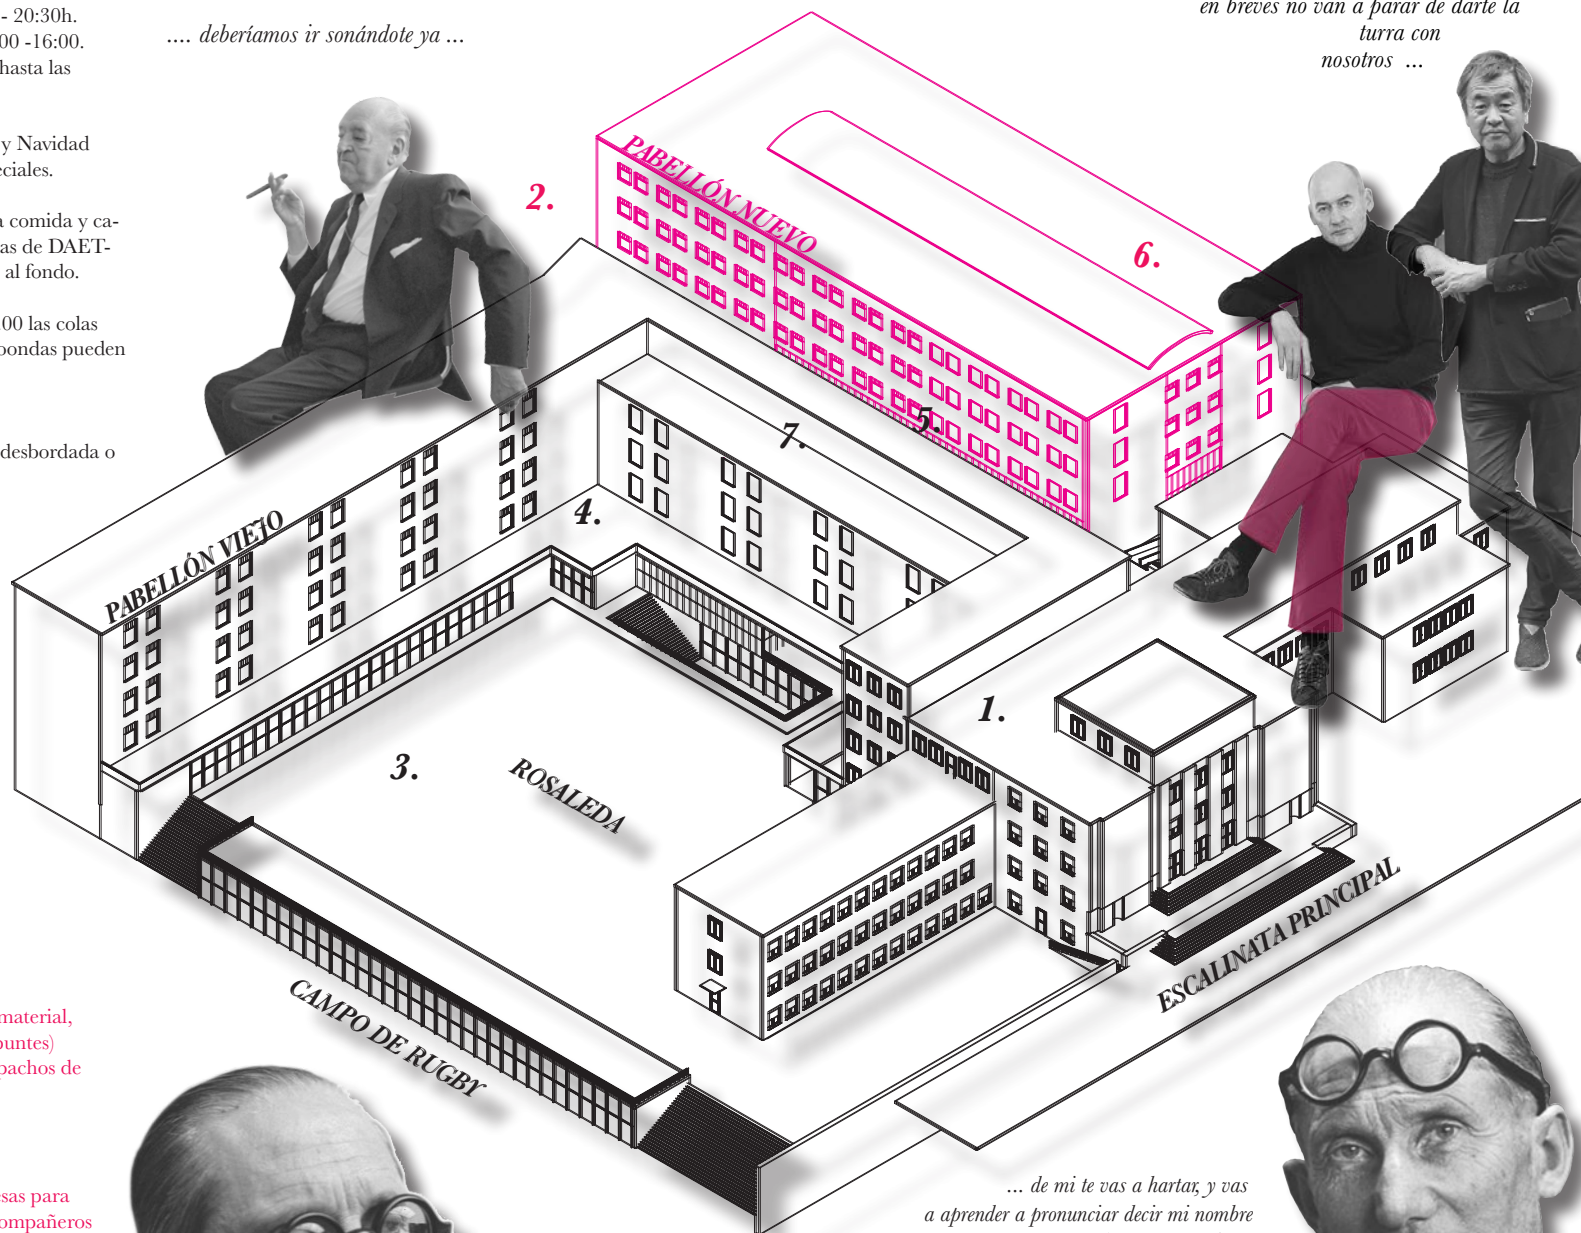 - 20:30h.
00 -16:00.
hasta las
y Navidad
eciales.
a comida y ca-
as de DAET-
al fondo.
00 las colas
oondas pueden
desbordada o
material,
puntes)
pachos de
esas para
ompañeros
.... deberíamos ir sonándote ya ...
en breves no van a parar de darte la
turra con
nosotros ...
PABELLÓN NUEVO
2.
6.
5.
7.
4.
PABELLÓN VIEJO
1.
3.
ROSALEDA
ESCALINATA PRINCIPAL
CAMPO DE RUGBY
... de mi te vas a hartar, y vas
a aprender a pronunciar decir mi nombre